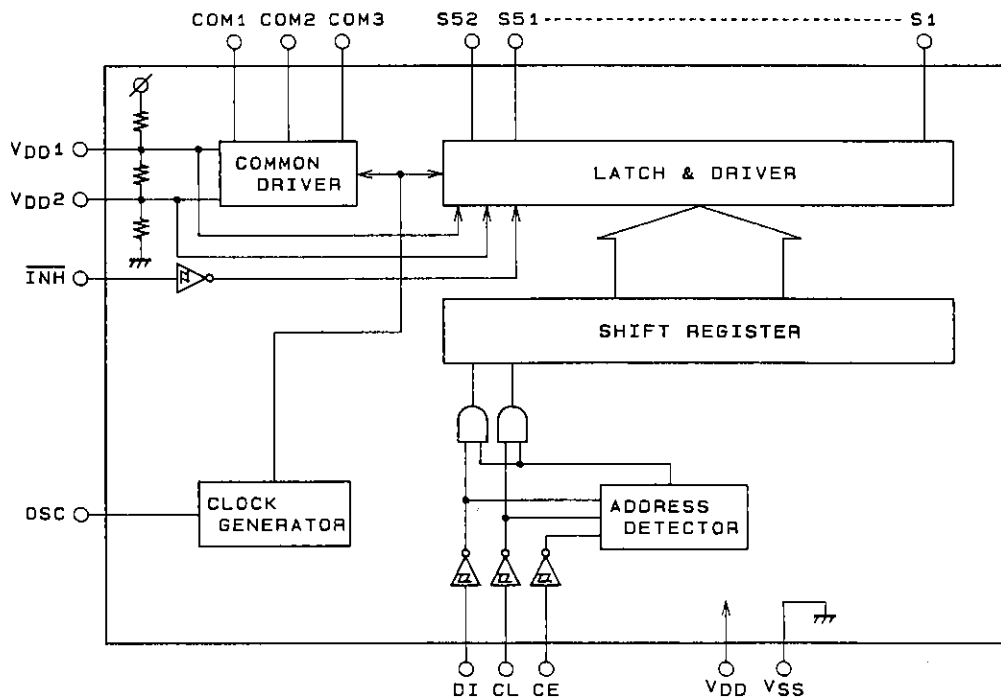 COM1 COM2 COM3 S52 S51 S1
VDD1
COMMON
DRIVER
LATCH & DRIVER
VDD2
INH
SHIFT REGISTER
OSC
CLOCK
GENERATOR
ADDRESS
DETECTOR
DI CL CE VDD VSS